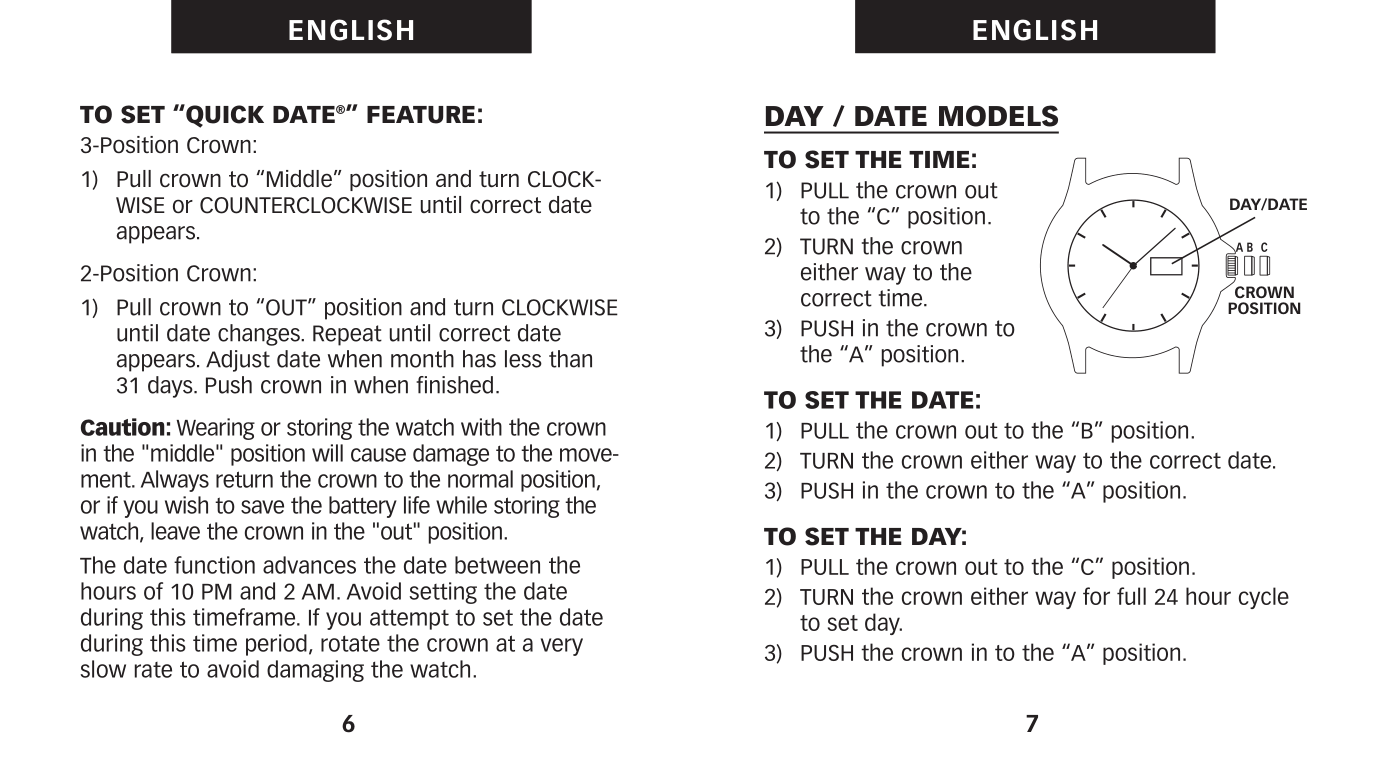 ENGLISH
TO SET “QUICK DATE®” FEATURE:
3-Position Crown:
1) Pull crown to “Middle” position and turn CLOCK-
WISE or COUNTERCLOCKWISE until correct date
appears.
2-Position Crown:
1) Pull crown to “OUT” position and turn CLOCKWISE
until date changes. Repeat until correct date
appears. Adjust date when month has less than
31 days. Push crown in when finished.
Caution: Wearing or storing the watch with the crown
in the "middle" position will cause damage to the move-
ment. Always return the crown to the normal position,
or if you wish to save the battery life while storing the
watch, leave the crown in the "out" position.
The date function advances the date between the
hours of 10 PM and 2 AM. Avoid setting the date
during this timeframe. If you attempt to set the date
during this time period, rotate the crown at a very
slow rate to avoid damaging the watch.
6
ENGLISH
DAY / DATE MODELS
TO SET THE TIME:
1) PULL the crown out
to the “C” position.
2) TURN the crown
either way to the
correct time.
3) PUSH in the crown to
the “A” position.
DAY/DATE
A B C
CROWN
POSITION
TO SET THE DATE:
1) PULL the crown out to the “B” position.
2) TURN the crown either way to the correct date.
3) PUSH in the crown to the “A” position.
TO SET THE DAY:
1) PULL the crown out to the “C” position.
2) TURN the crown either way for full 24 hour cycle
to set day.
3) PUSH the crown in to the “A” position.
7